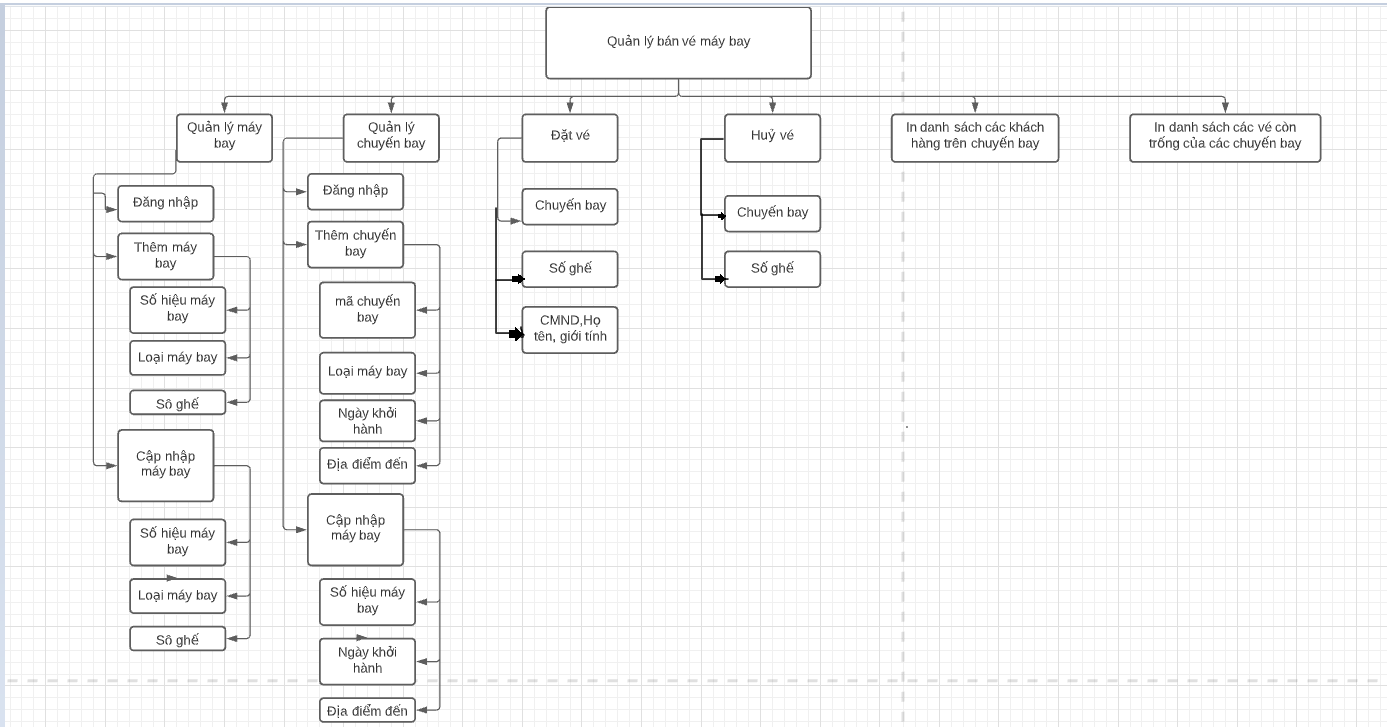 Quản lý bán vé máy bay
Quản lý máy
bay
Đăng nhập
Thêm máy
bay
Số hiệu máy
bay
Loại máy bay
Sô ghế
Cập nhập
máy bay
Số hiệu máy
bay
Loại máy bay
Sô ghế
Quản lý
chuyến bay
Đăng nhập
Thêm chuyến
bay
mã chuyến
bay
Loại máy bay
Ngày khởi
hành
Địa điểm đến
Cập nhập
máy bay
Số hiệu máy
bay
Ngày khởi
hành
Địa điểm đến
Đặt vé
Chuyến bay
Số ghế
CMND,Họ
tên, giới tính
Huỷ vé
Chuyến bay
Số ghế
In danh sách các khách
hàng trên chuyến bay
In danh sách các vé còn
trống của các chuyến bay